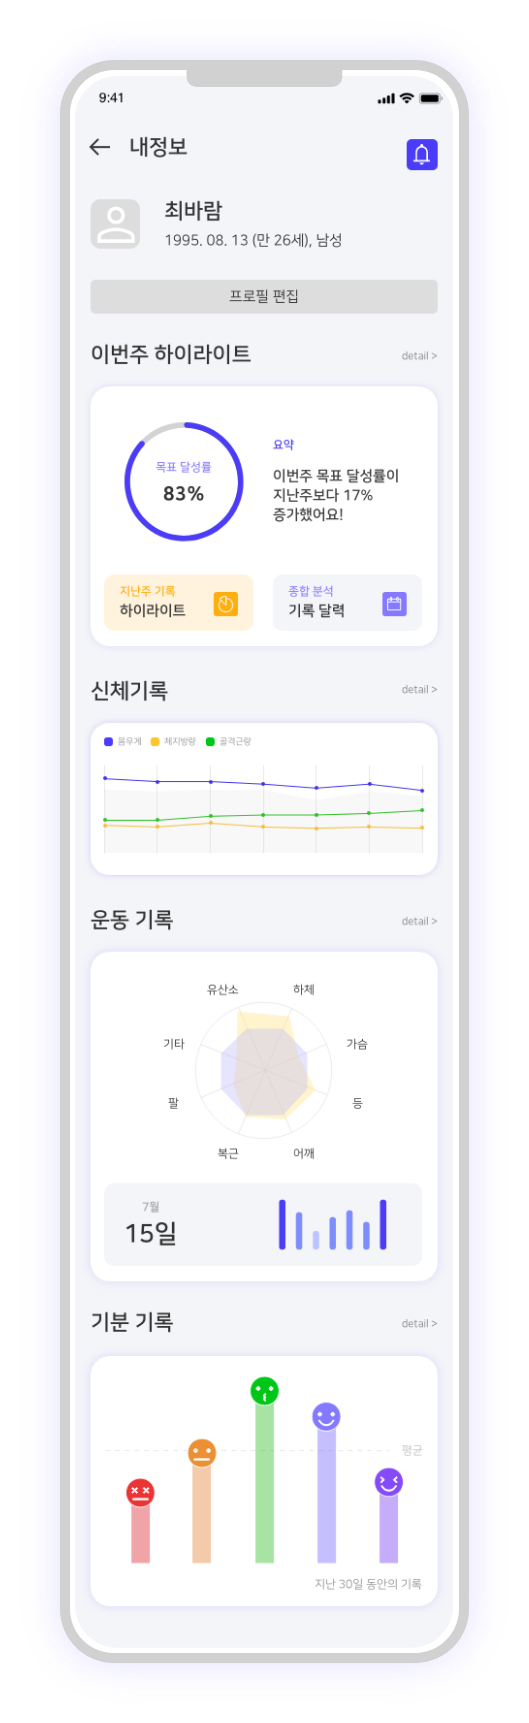 9:41
내정보
최바람
1995. 08. 13 (만 26세), 남성
프로필 편집
이번주 하이라이트
detail >
목표 달성률
83%
요약
이번주 목표 달성률이
지난주보다 17%
증가했어요!
지난주 기록
하이라이트
종합 분석
기록 달력
신체기록
detail >
몸무게 체지방량 골격근량
운동 기록
detail >
유산소 하체
기타 가슴
팔 등
복근 어깨
7월
15일
기분 기록
detail >
평균
지난 30일 동안의 기록